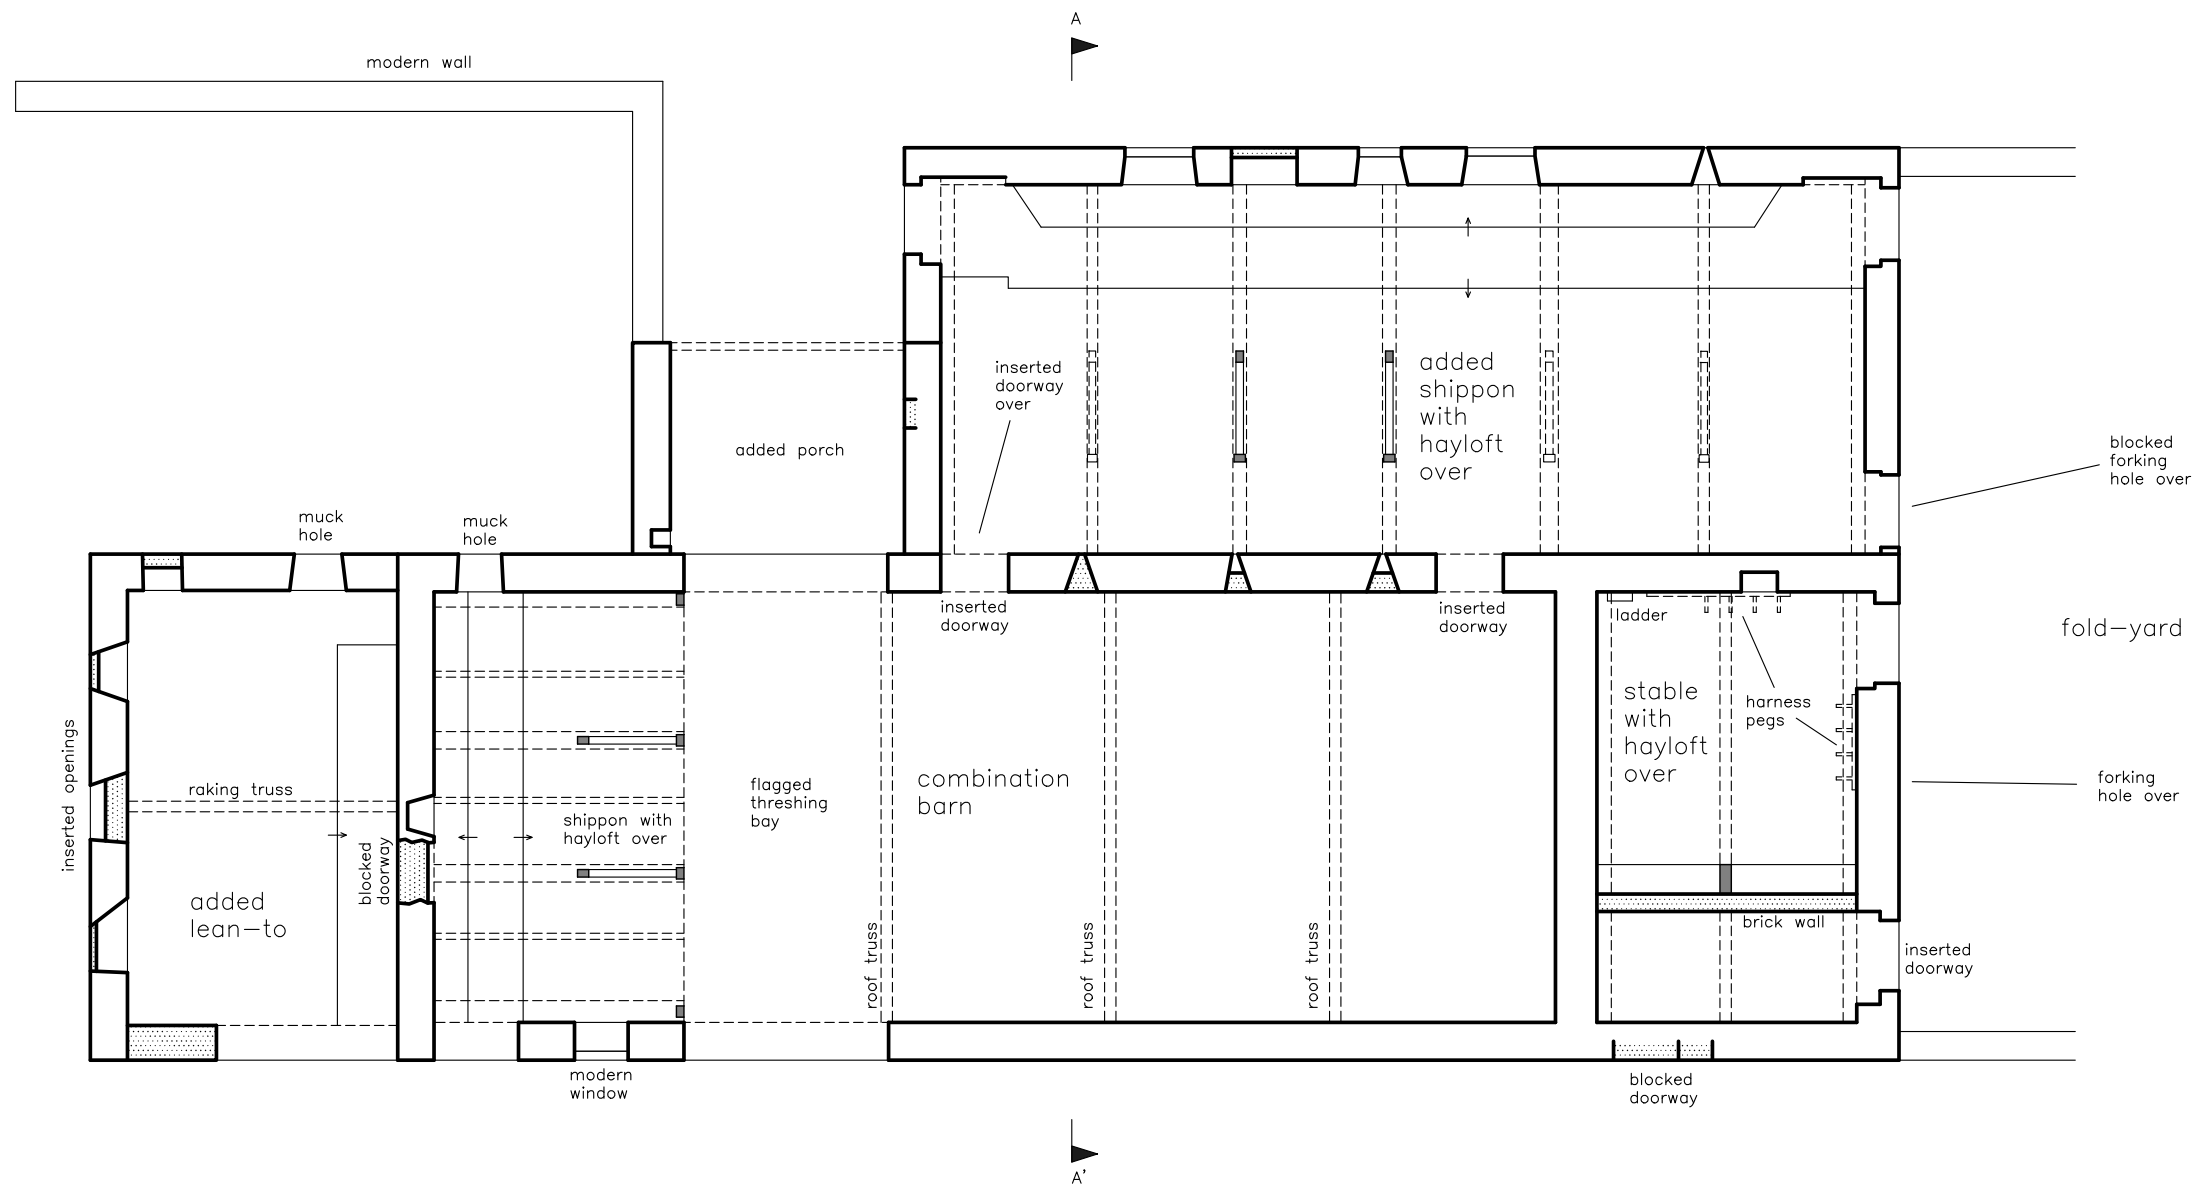 A
modern wall
inserted
doorway
over
added
shippon
with
hayloft
over
blocked
forking
hole over
added porch
muck
hole
muck
hole
inserted
doorway
inserted
doorway
ladder
fold-yard
stable
with
hayloft
over
harness
pegs
inserted openings
raking truss
blocked
doorway
shippon with
hayloft over
flagged
threshing
bay
combination
barn
forking
hole over
added
lean-to
roof truss
roof truss
roof truss
brick wall
inserted
doorway
modern
window
blocked
doorway
A'